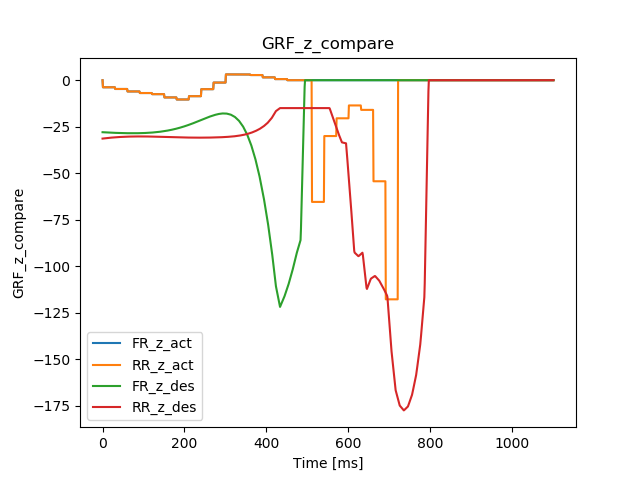 GRF_z_compare
GRF_z_compare
0
−25
−50
−75
−100
−125
−150
−175
FR_z_act
RR_z_act
FR_z_des
RR_z_des
0 200 400 600 800 1000
Time [ms]